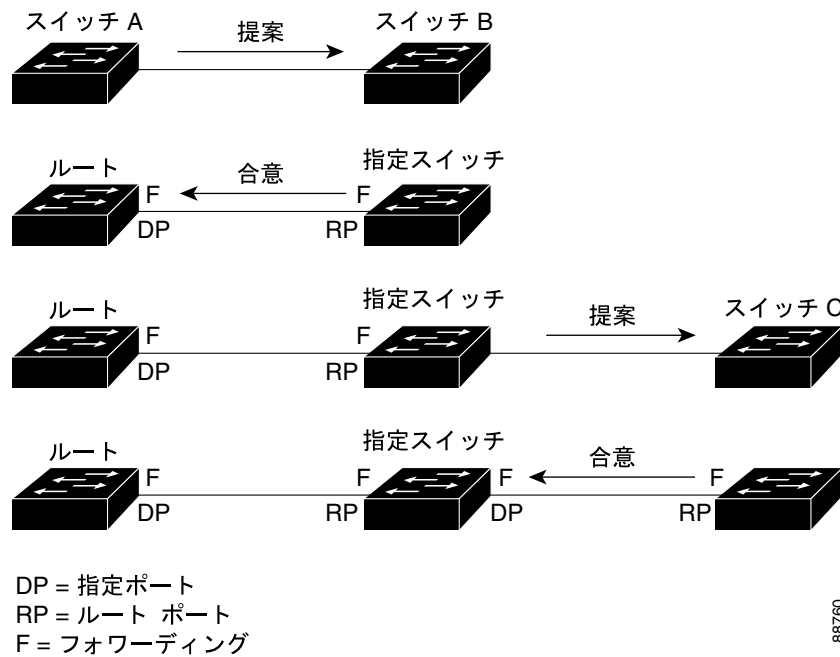 スイッチ A
提案
スイッチ B
ルート
F
合意
F
指定スイッチ
DP
RP
ルート
F
F
指定スイッチ
提案
スイッチ C
DP
RP
ルート
F
F
指定スイッチ
F
合意
F
DP
RP
DP
RP
DP = 指定ポート
RP = ルート ポート
F = フォワーディング
88760